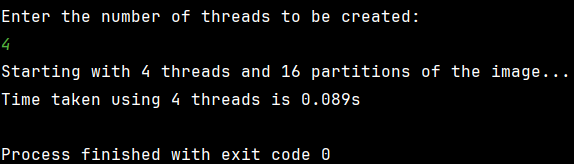 Enter the number of threads to be created:
4
Starting with 4 threads and 16 partitions of the image...
Time taken using 4 threads is 0.089s
Process finished with exit code 0